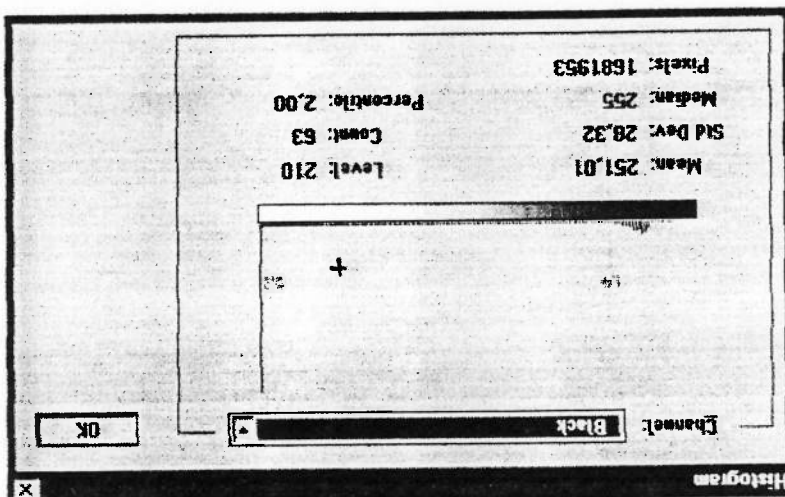 Histogram
Channel: Black
OK
Mean: 251,01
Std Dev: 28,32
Median: 255
Pixels: 1681953
Level: 210
Count: 63
Percentile: 2,00